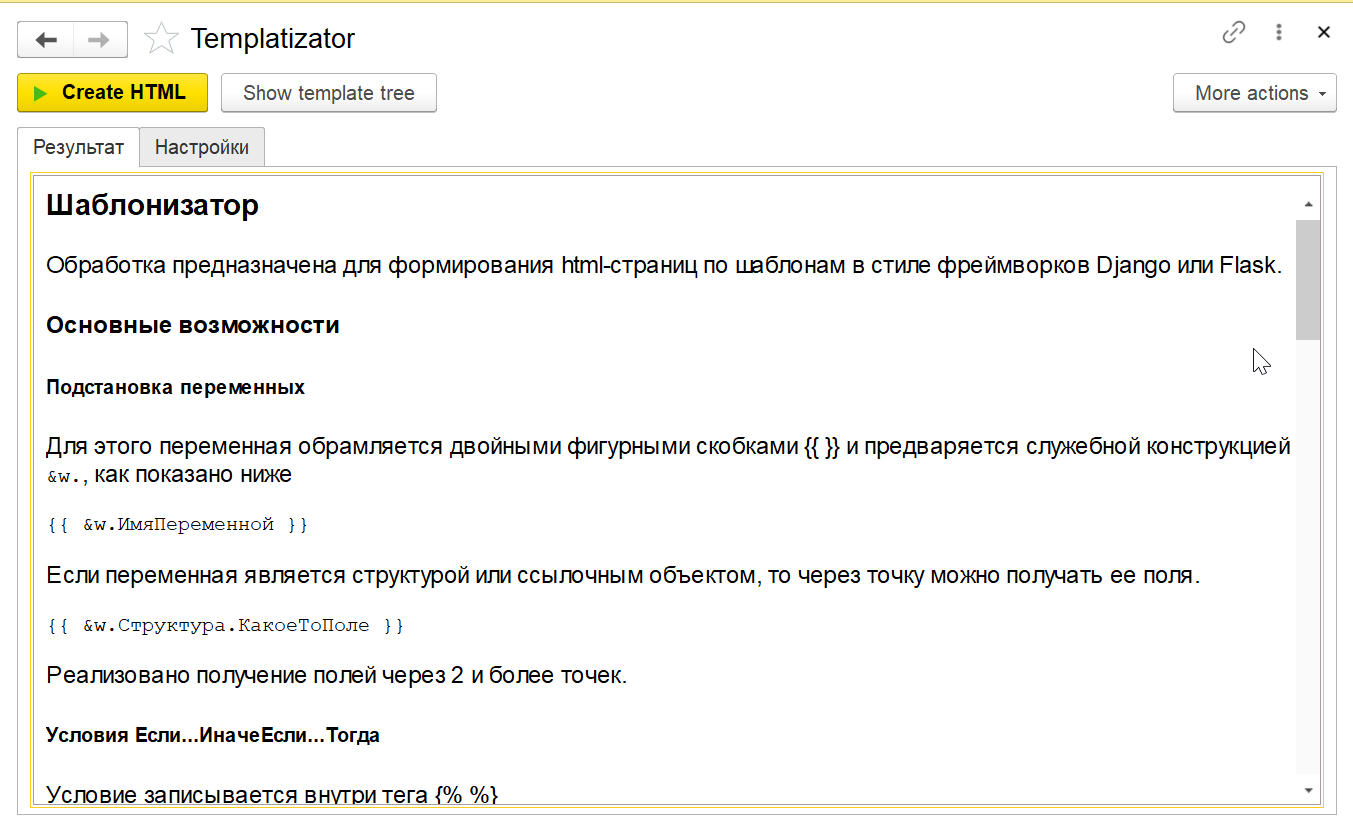 Templatizator
Create HTML
Show template tree
More actions
Результат
Настройки
Шаблонизатор
Обработка предназначена для формирования html-страниц по шаблонам в стиле фреймворков Django или Flask.
Основные возможности
Подстановка переменных
Для этого переменная обрамляется двойными фигурными скобками {{ }} и предваряется служебной конструкцией
&w., как показано ниже
{{ &w.ИмяПеременной }}
Если переменная является структурой или ссылочным объектом, то через точку можно получать ее поля.
{{ &w.Структура.КакоеТоПоле }}
Реализовано получение полей через 2 и более точек.
Условия Если...ИначеЕсли...Тогда
Условие записывается внутри тега {% %}